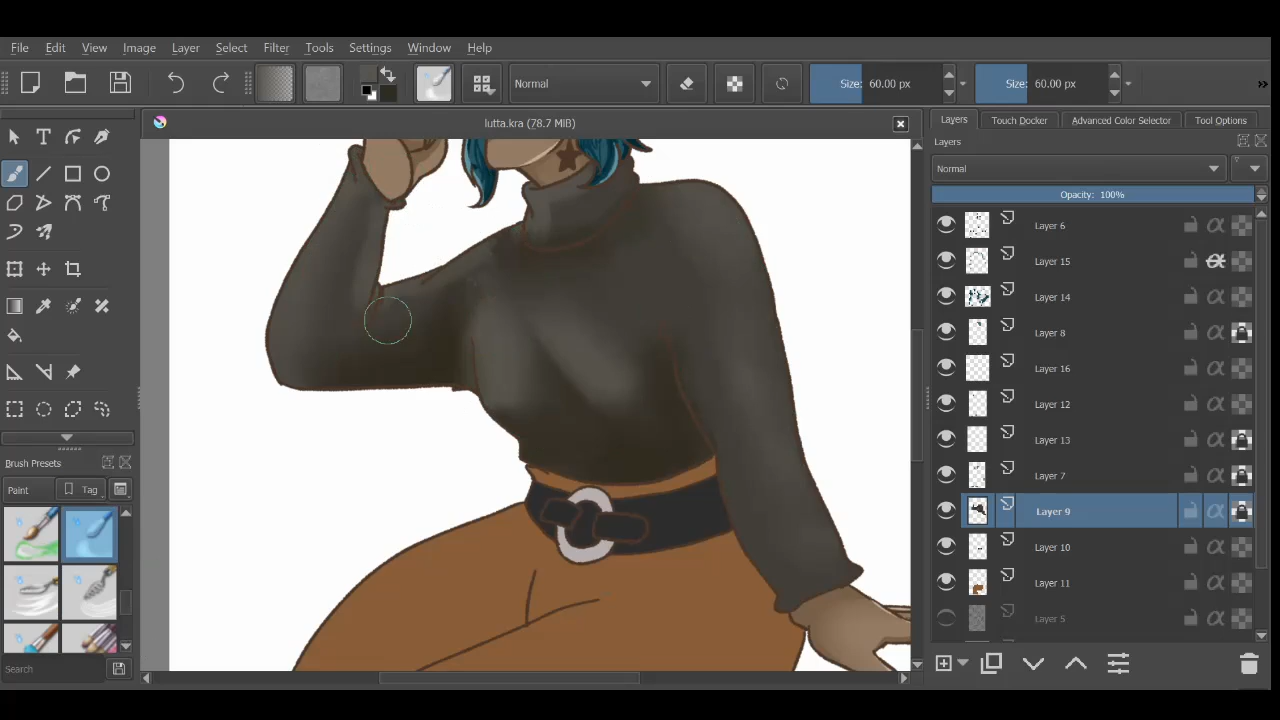 File Edit View Image Layer Select Filter Tools Settings Window Help
Normal
Size: 60.00 px
Size: 60.00 px
lutta.kra (78.7 MiB)
Layers Touch Docker Advanced Color Selector Tool Options
Layers
Normal
Opacity: 100%
Layer 6
Layer 15
Layer 14
Layer 8
Layer 16
Layer 12
Layer 13
Layer 7
Layer 9
Layer 10
Layer 11
Layer 5
Brush Presets
Paint
Tag
Search